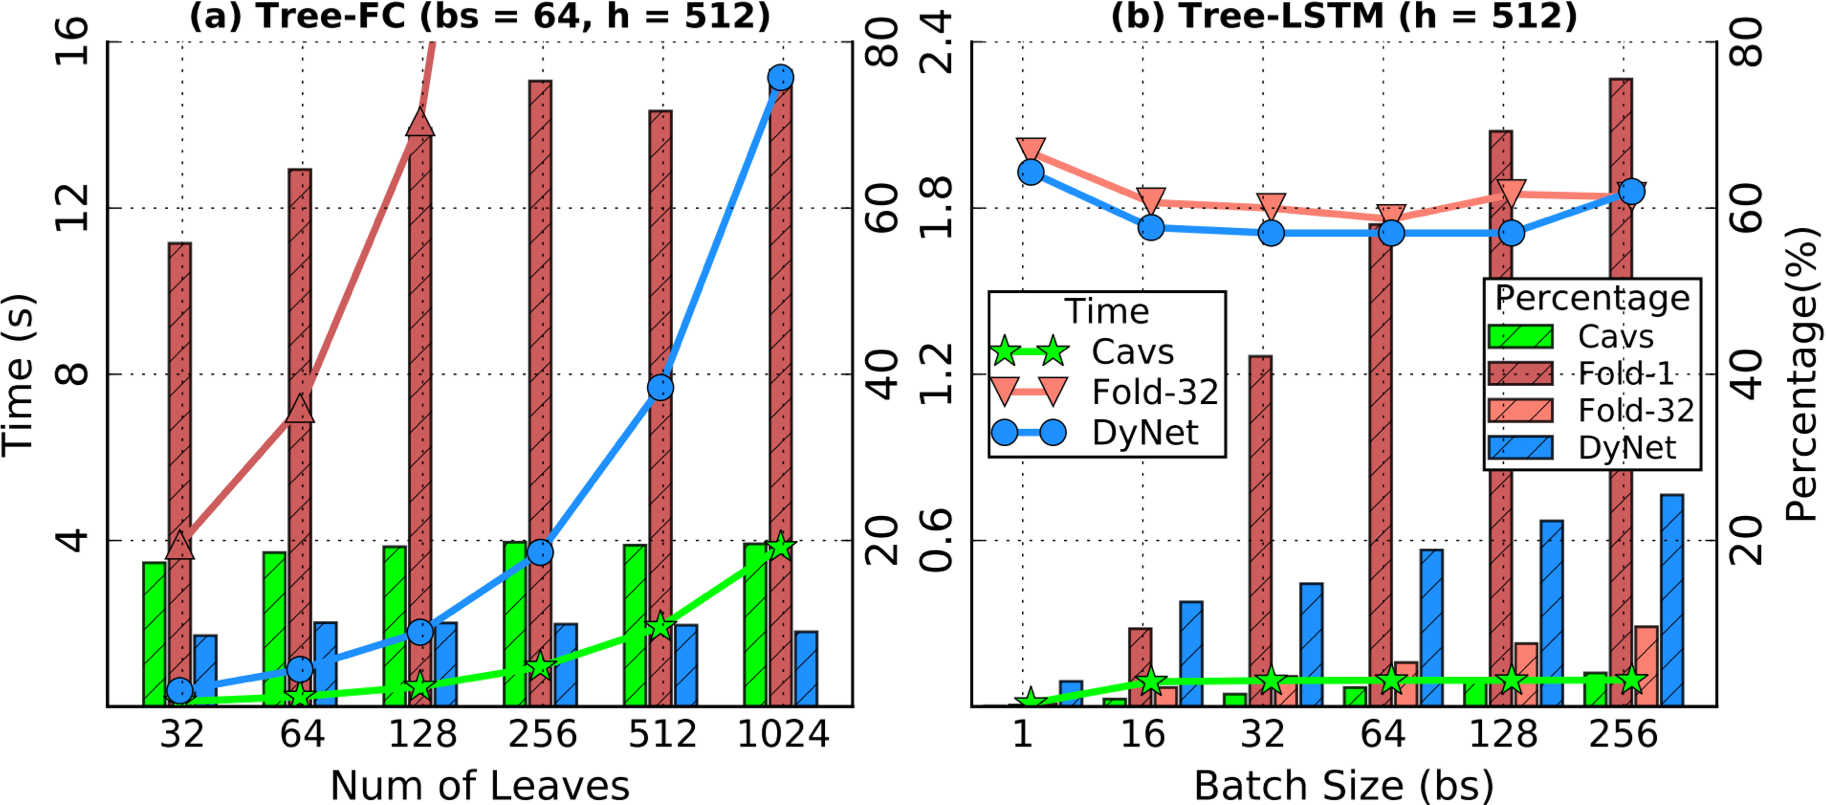 (a) Tree-FC (bs = 64, h = 512)
16
12
8
4
Time (s)
80
60
40
20
32 64 128 256 512 1024
Num of Leaves
(b) Tree-LSTM (h = 512)
2.4
1.8
1.2
0.6
80
60
40
20
Percentage(%)
Time
Cavs
Fold-32
DyNet
Percentage
Cavs
Fold-1
Fold-32
DyNet
1 16 32 64 128 256
Batch Size (bs)